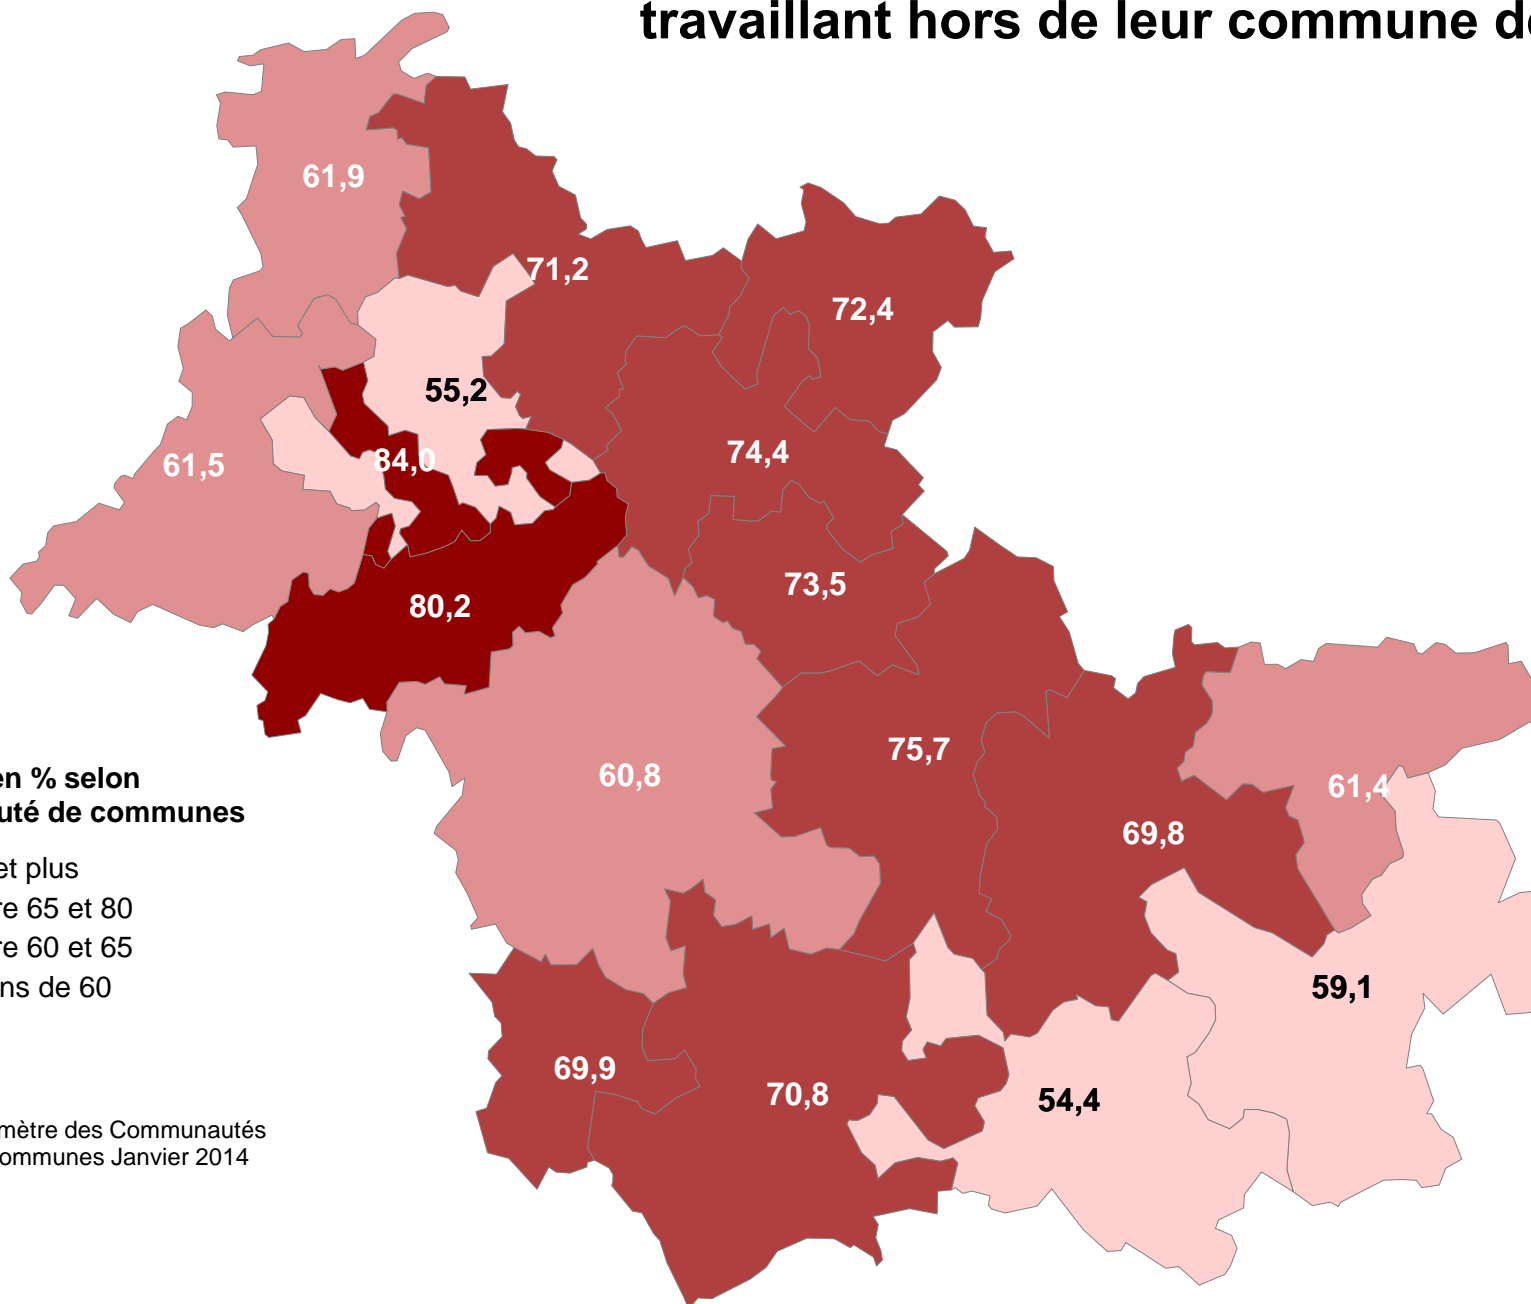 travaillant hors de leur commune de
61,9
71,2
72,4
55,2
74,4
61,5
84,0
73,5
80,2
75,7
60,8
en % selon
uté de communes
61,4
69,8
et plus
re 65 et 80
re 60 et 65
ns de 60
59,1
69,9
70,8
54,4
mètre des Communautés
ommunes Janvier 2014